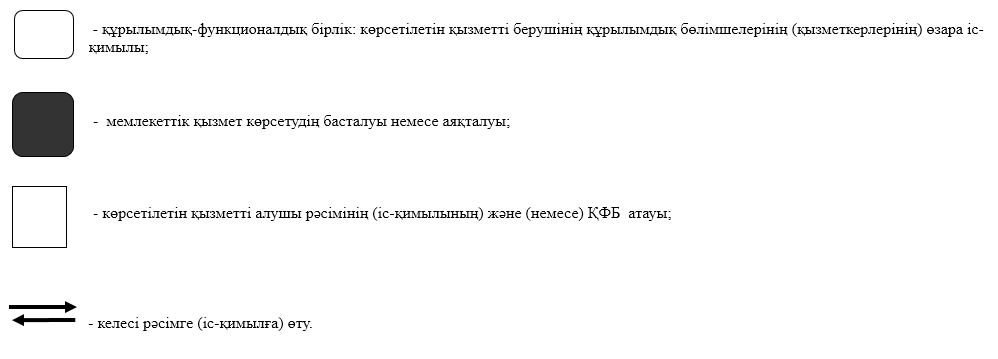 - құрылымдық-функционалдық бірлік: көрсетілетін қызметті берушінің құрылымдық бөлімшелерінің (қызметкерлерінің) өзара іс-
қимылы;
- мемлекеттік қызмет көрсетудің басталуы немесе аяқталуы;
- көрсетілетін қызметті алушы рәсімінің (іс-қимылының) және (немесе) ҚФБ атауы;
- келесі рәсімге (іс-қимылға) өту.